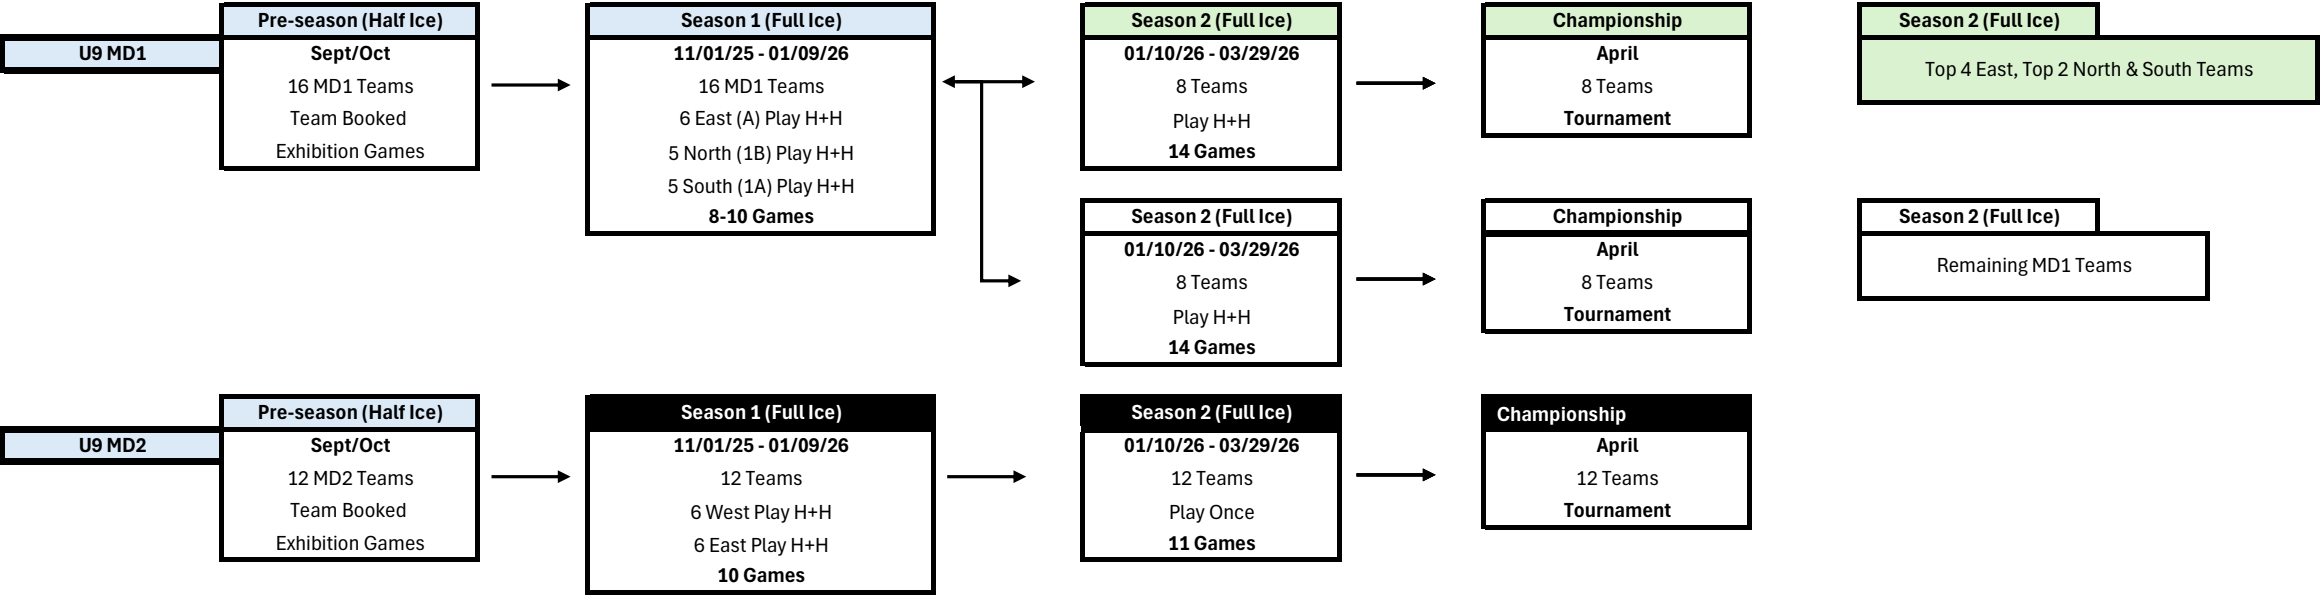 U9 MD1
Pre-season (Half Ice)
Sept/Oct
16 MD1 Teams
Team Booked
Exhibition Games
Season 1 (Full Ice)
11/01/25 - 01/09/26
16 MD1 Teams
6 East (A) Play H+H
5 North (1B) Play H+H
5 South (1A) Play H+H
8-10 Games
Season 2 (Full Ice)
01/10/26 - 03/29/26
8 Teams
Play H+H
14 Games
Championship
April
8 Teams
Tournament
Season 2 (Full Ice)
Top 4 East, Top 2 North & South Teams
Season 2 (Full Ice)
01/10/26 - 03/29/26
8 Teams
Play H+H
14 Games
Championship
April
8 Teams
Tournament
Season 2 (Full Ice)
Remaining MD1 Teams
U9 MD2
Pre-season (Half Ice)
Sept/Oct
12 MD2 Teams
Team Booked
Exhibition Games
Season 1 (Full Ice)
11/01/25 - 01/09/26
12 Teams
6 West Play H+H
6 East Play H+H
10 Games
Season 2 (Full Ice)
01/10/26 - 03/29/26
12 Teams
Play Once
11 Games
Championship
April
12 Teams
Tournament